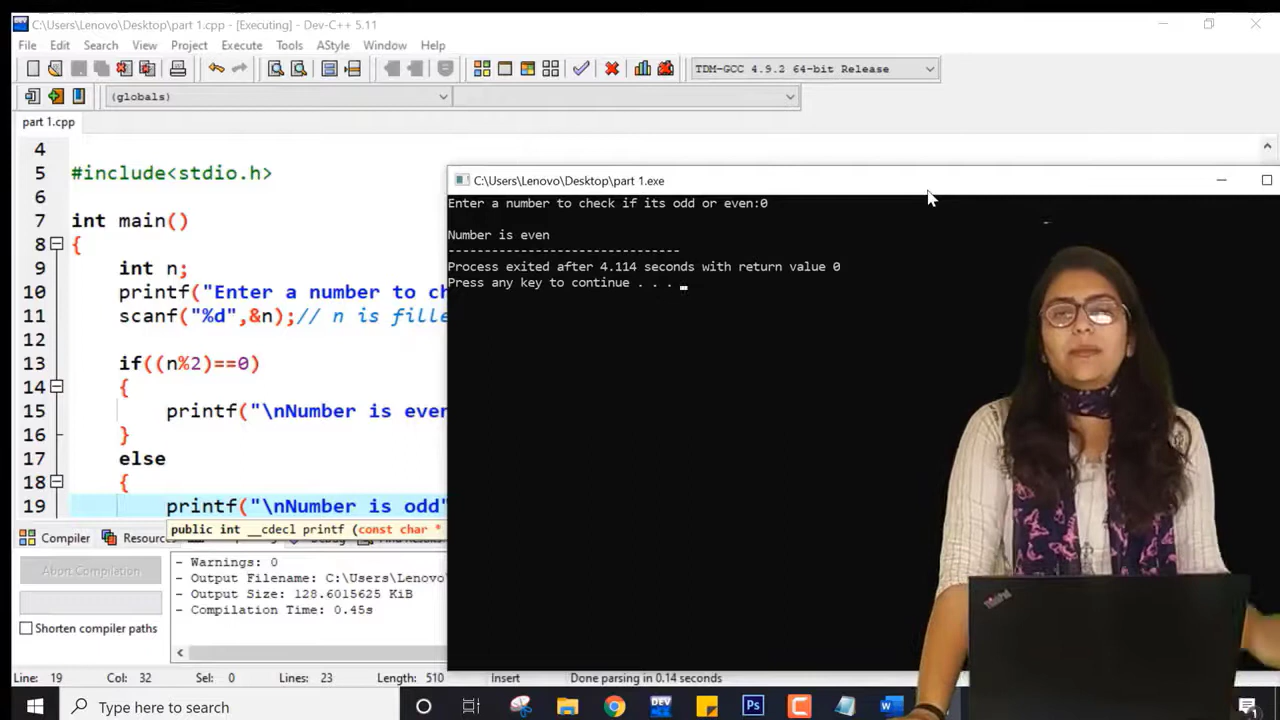 C:\Users\Lenovo\Desktop\part 1.cpp - [Executing] - Dev-C++ 5.11
File Edit Search View Project Execute Tools AStyle Window Help
TDM-GCC 4.9.2 64-bit Release
(globals)
part 1.cpp
4
5 #include<stdio.h>
6
7 int main()
8 {
9 int n;
10 printf("Enter a number to ch
11 scanf("%d",&n);// n is fille
12
13 if((n%2)==0)
14 {
15 printf("\nNumber is even
16 }
17 else
18 {
19 printf("\nNumber is odd"
public int __cdecl printf (const char *
C:\Users\Lenovo\Desktop\part 1.exe
Enter a number to check if its odd or even:0
Number is even
------------------------------
Process exited after 4.114 seconds with return value 0
Press any key to continue . . .
Compiler Resourc
Abort Compilation
Shorten compiler paths
- Warnings: 0
- Output Filename: C:\Users\Lenovo
- Output Size: 128.6015625 KiB
- Compilation Time: 0.45s
Line: 19 Col: 32 Sel: 0 Lines: 23 Length: 510 Insert Done parsing in 0.14 seconds
Type here to search
DEV
Ps
W
1
ThinkPad